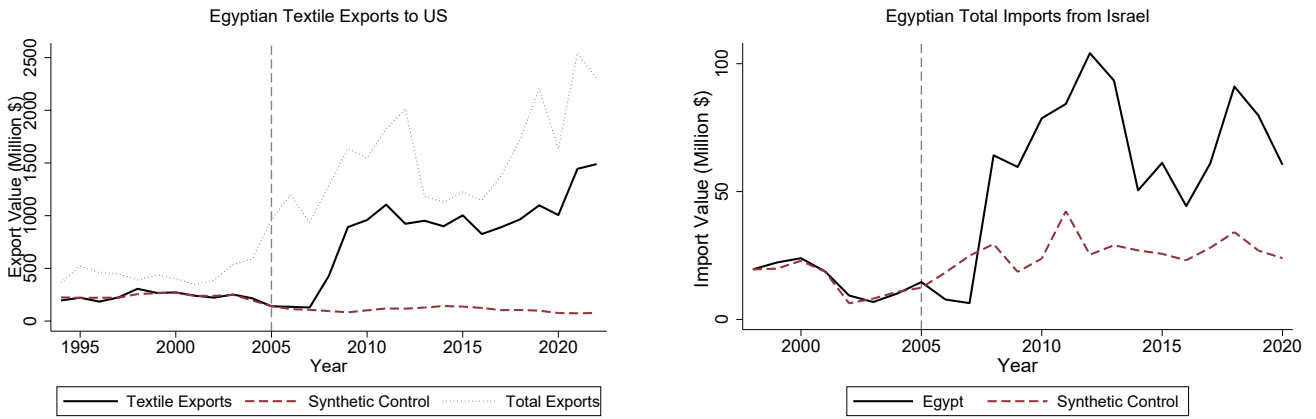 Egyptian Textile Exports to US
Export Value (Million $)
2500
2000
1500
1000
500
0
1995 2000 2005 2010 2015 2020
Year
Textile Exports Synthetic Control Total Exports
Egyptian Total Imports from Israel
Import Value (Million $)
100
50
0
2000 2005 2010 2015 2020
Year
Egypt Synthetic Control